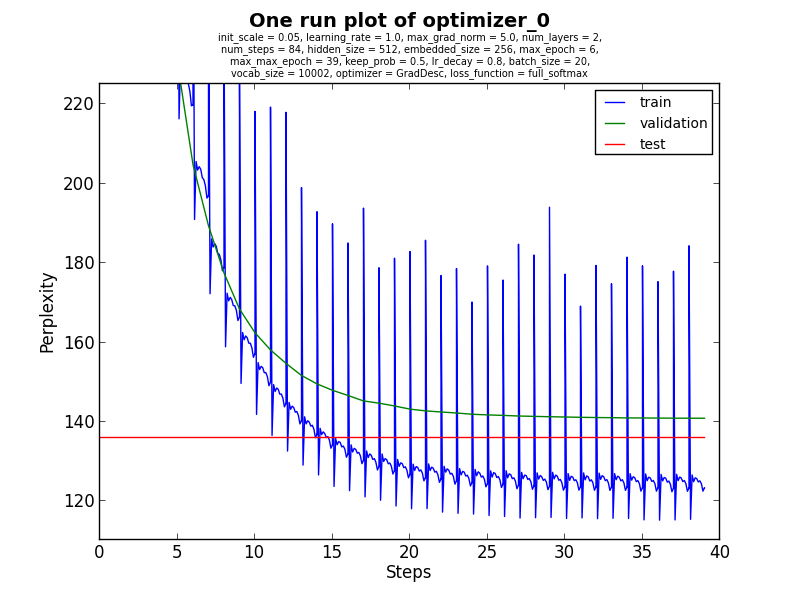 One run plot of optimizer_0
init_scale = 0.05, learning_rate = 1.0, max_grad_norm = 5.0, num_layers = 2,
num_steps = 84, hidden_size = 512, embedded_size = 256, max_epoch = 6,
max_max_epoch = 39, keep_prob = 0.5, lr_decay = 0.8, batch_size = 20,
vocab_size = 10002, optimizer = GradDesc, loss_function = full_softmax
train
validation
test
220
200
180
160
140
120
Perplexity
0 5 10 15 20 25 30 35 40
Steps